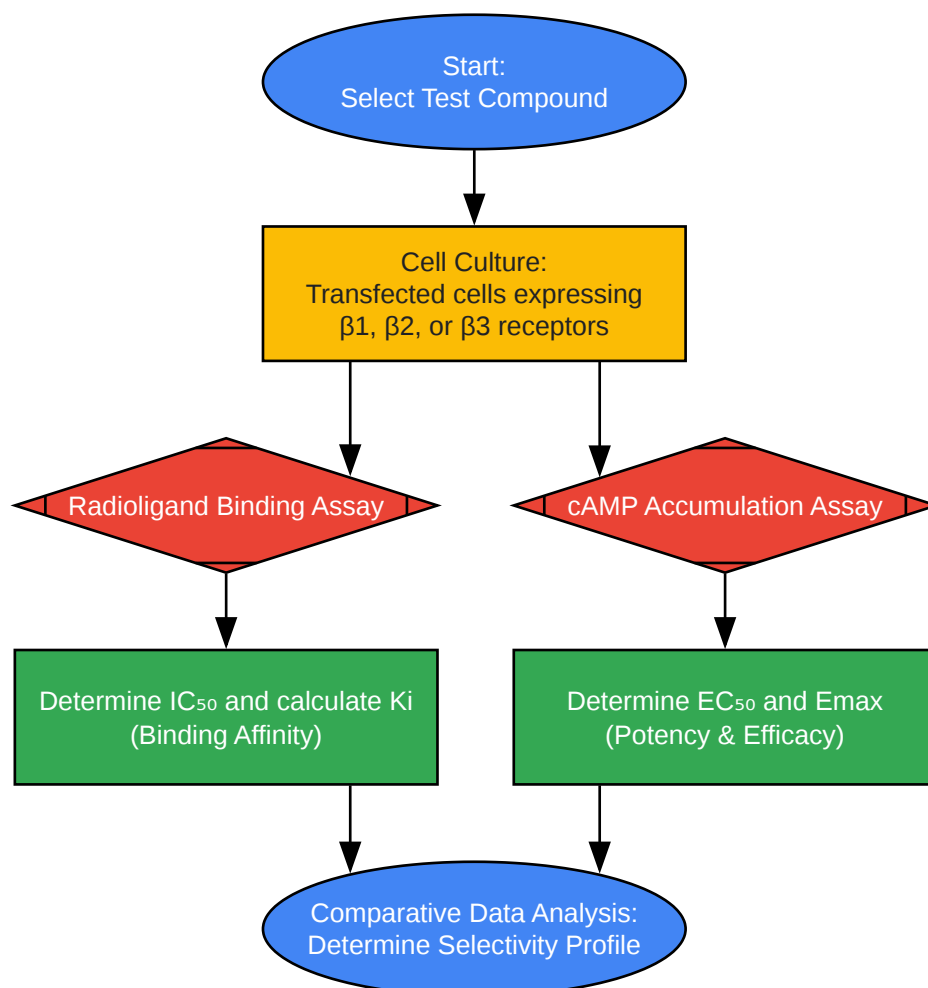 Start:
Select Test Compound
Cell Culture:
Transfected cells expressing
β1, β2, or β3 receptors
Radioligand Binding Assay
cAMP Accumulation Assay
Determine IC₅₀ and calculate Ki
(Binding Affinity)
Determine EC₅₀ and Emax
(Potency & Efficacy)
Comparative Data Analysis:
Determine Selectivity Profile